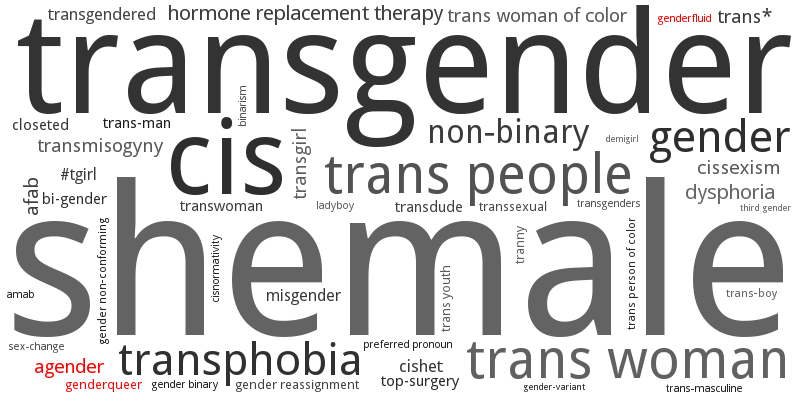 transgendered
hormone replacement therapy
trans woman of color
genderfluid
trans*
transgender
binarism
closeted
trans-man
cis
non-binary
demigirl
gender
transmisogyny
transgirl
trans people
cissexism
#tgirl
dysphoria
afab
bi-gender
transwoman
ladyboy
transdude
transsexual
transgenders
third gender
shemale
gender non-conforming
cisnormativity
tranny
trans person of color
amab
misgender
trans youth
trans-boy
sex-change
transphobia
preferred pronoun
trans woman
agender
cishet
genderqueer
gender binary
gender reassignment
top-surgery
gender-variant
trans-masculine